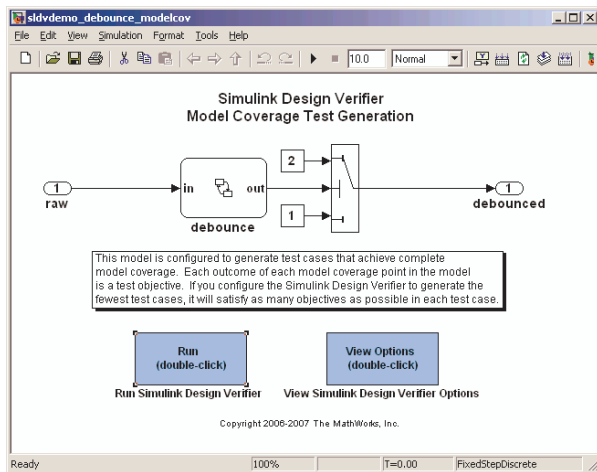 sldvdemo_debounce_modelcov
File Edit View Simulation Format Tools Help
10.0 Normal
Simulink Design Verifier
Model Coverage Test Generation
2
1
raw
in out
debounce
1
1
debounced
This model is configured to generate test cases that achieve complete
model coverage. Each outcome of each model coverage point in the model
is a test objective. If you configure the Simulink Design Verifier to generate the
fewest test cases, it will satisfy as many objectives as possible in each test case.
Run
(double-click)
View Options
(double-click)
Run Simulink Design Verifier
View Simulink Design Verifier Options
Copyright 2006-2007 The MathWorks, Inc.
Ready 100% T=0.00 FixedStepDiscrete